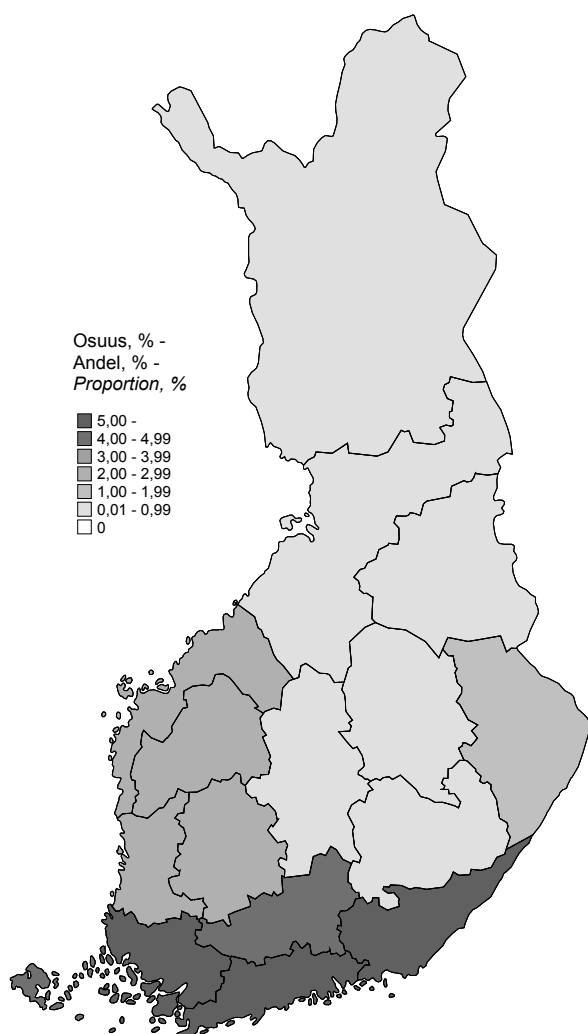 Osuus, % -
Andel, % -
Proportion, %
5,00 -
4,00 - 4,99
3,00 - 3,99
2,00 - 2,99
1,00 - 1,99
0,01 - 0,99
0